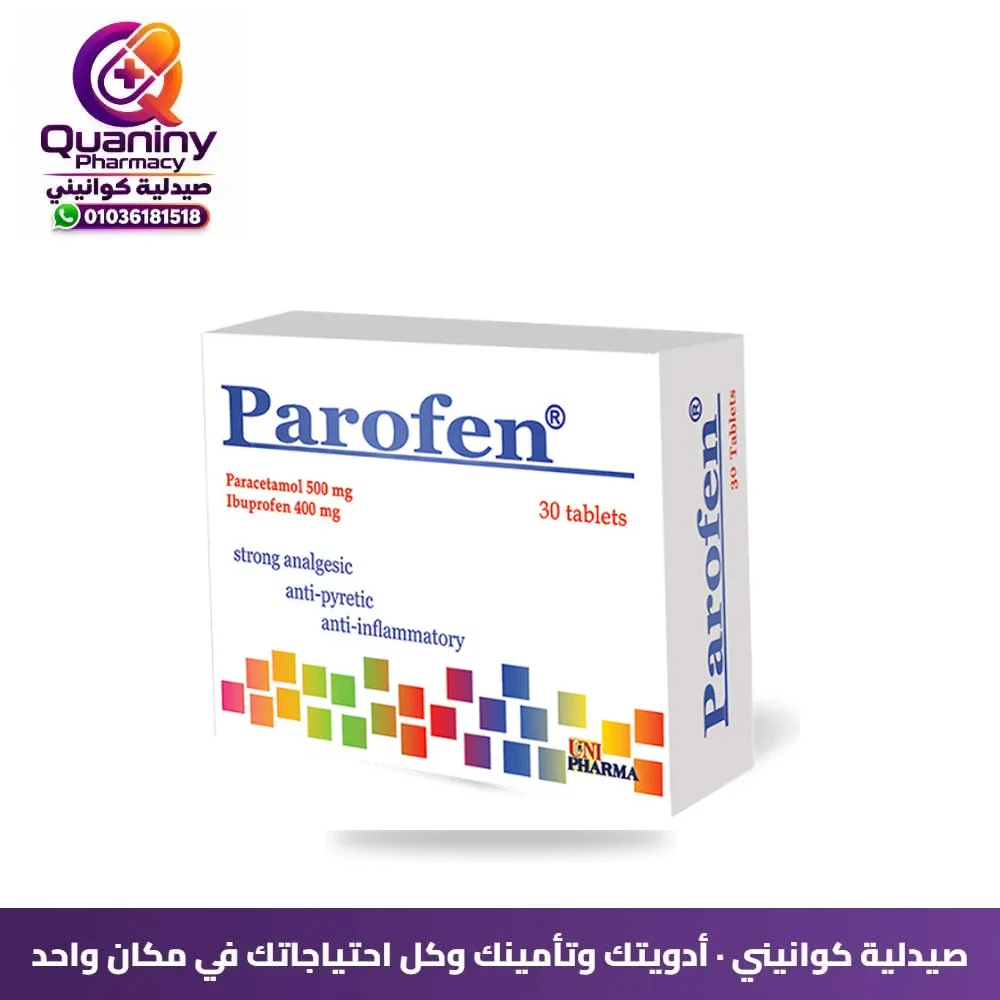 Quaniny
Pharmacy
صيدلية كوانيني
01036181518
Parofen®
Paracetamol 500 mg
Ibuprofen 400 mg
30 tablets
strong analgesic
anti-pyretic
anti-inflammatory
UNI
PHARMA
Parofen®
30 Tablets
صيدلية كوانيني · أدويتك وتأمينك وكل احتياجاتك في مكان واحد